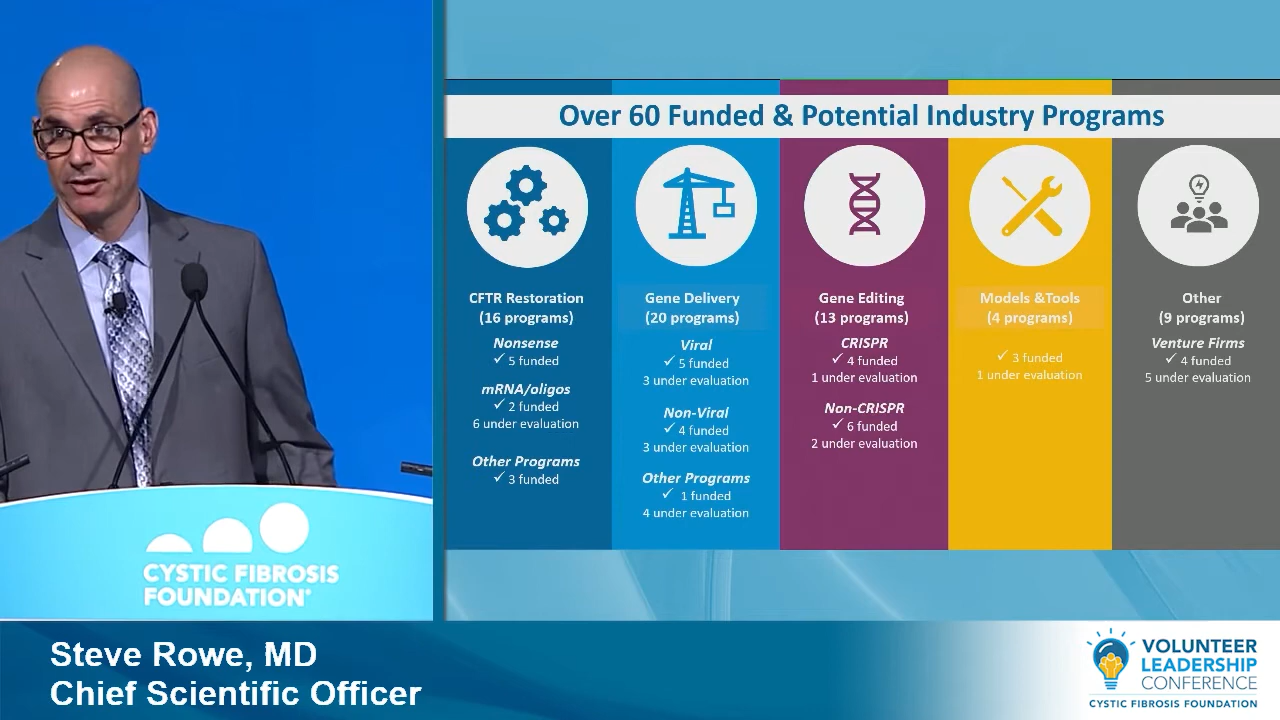 Over 60 Funded & Potential Industry Programs
CFTR Restoration
(16 programs)
Nonsense
✓ 5 funded
mRNA/oligos
✓ 2 funded
6 under evaluation
Other Programs
✓ 3 funded
Gene Delivery
(20 programs)
Viral
✓ 5 funded
3 under evaluation
Non-Viral
✓ 4 funded
3 under evaluation
Other Programs
✓ 1 funded
4 under evaluation
Gene Editing
(13 programs)
CRISPR
✓ 4 funded
1 under evaluation
Non-CRISPR
✓ 6 funded
2 under evaluation
Models &Tools
(4 programs)
✓ 3 funded
1 under evaluation
Other
(9 programs)
Venture Firms
✓ 4 funded
5 under evaluation
CYSTIC FIBROSIS
FOUNDATION®
Steve Rowe, MD
Chief Scientific Officer
VOLUNTEER
LEADERSHIP
CONFERENCE
CYSTIC FIBROSIS FOUNDATION